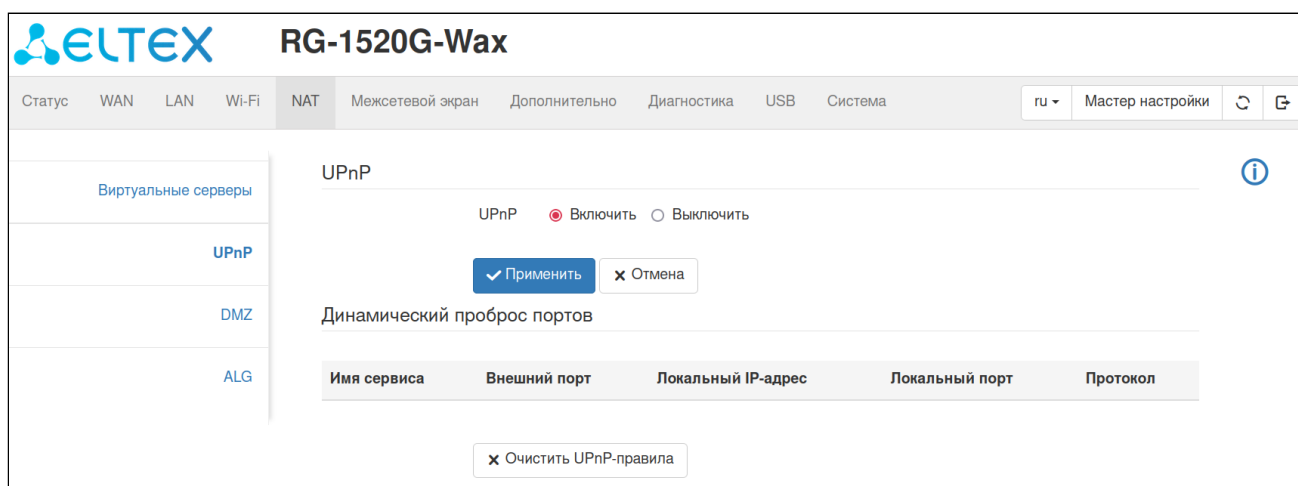 ELTEX RG-1520G-Wax
Статус WAN LAN Wi-Fi NAT Межсетевой экран Дополнительно Диагностика USB Система ru Мастер настройки
Виртуальные серверы
UPnP
DMZ
ALG
UPnP
UPnP Включить Выключить
Применить Отмена
Динамический проброс портов
Имя сервиса Внешний порт Локальный IP-адрес Локальный порт Протокол
Очистить UPnP-правила